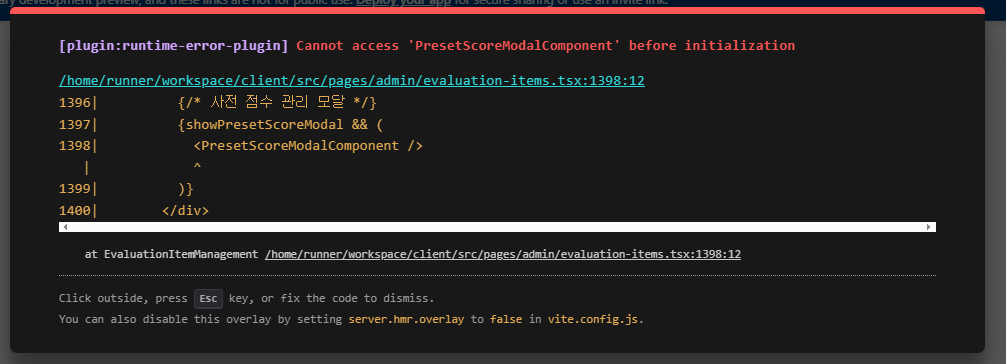 ary development preview, and these links are not for public use. Deploy your app for secure sharing or use an invite link.
[plugin:runtime-error-plugin] Cannot access 'PresetScoreModalComponent' before initialization
/home/runner/workspace/client/src/pages/admin/evaluation-items.tsx:1398:12
1396|          {/* 사전 점수 관리 모달 */}
1397|          {showPresetScoreModal && (
1398|            <PresetScoreModalComponent />
|            ^
1399|          )}
1400|        </div>
at EvaluationItemManagement /home/runner/workspace/client/src/pages/admin/evaluation-items.tsx:1398:12
Click outside, press Esc key, or fix the code to dismiss.
You can also disable this overlay by setting server.hmr.overlay to false in vite.config.js.